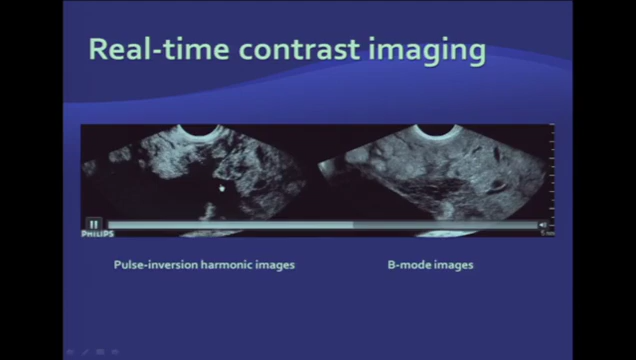 Real-time contrast imaging
PHILIPS
Pulse-inversion harmonic images
B-mode images